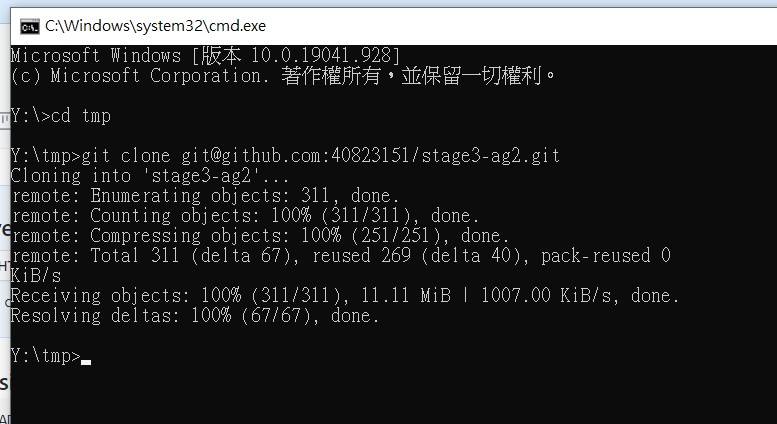 C:\Windows\system32\cmd.exe
Microsoft Windows [版本 10.0.19041.928]
(c) Microsoft Corporation. 著作權所有，並保留一切權利。
Y:\>cd tmp
Y:\tmp>git clone git@github.com:40823151/stage3-ag2.git
Cloning into 'stage3-ag2'...
remote: Enumerating objects: 311, done.
remote: Counting objects: 100% (311/311), done.
remote: Compressing objects: 100% (251/251), done.
remote: Total 311 (delta 67), reused 269 (delta 40), pack-reused 0
KiB/s
Receiving objects: 100% (311/311), 11.11 MiB | 1007.00 KiB/s, done.
Resolving deltas: 100% (67/67), done.
Y:\tmp>